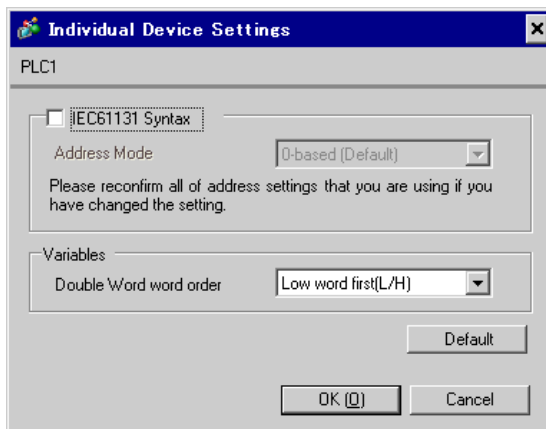 Individual Device Settings
PLC1
IEC61131 Syntax
Address Mode
0-based (Default)
Please reconfirm all of address settings that you are using if you
have changed the setting.
Variables
Double Word word order
Low word first(L/H)
Default
OK (O)
Cancel